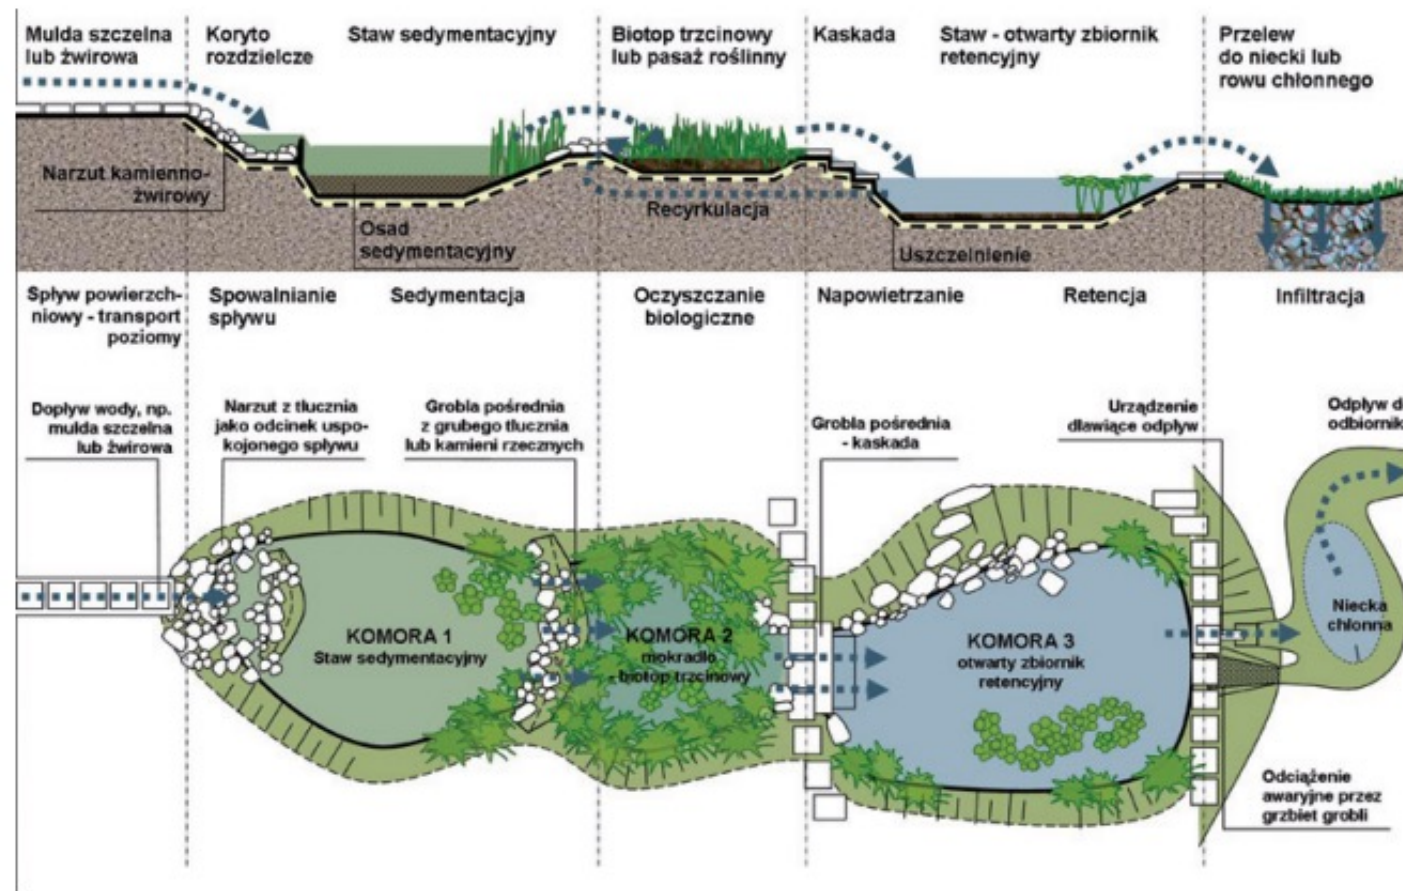 Mulda szczelna
lub żwirowa
Koryto
rozdzielcze
Staw sedymentacyjny
Biotop trzcinowy
lub pasaż roślinny
Kaskada
Staw - otwarty zbiornik
retencyjny
Przelew
do niecki lub
rowu chłonnego
Narzut kamienno-
żwirowy
Osad
sedymentacyjny
Recyrkulacja
Uszczelnienie
Spływ powierzch-
niowy - transport
poziomy
Spowalnianie
spływu
Sedymentacja
Oczyszczanie
biologiczne
Napowietrzanie
Retencja
Infiltracja
Dopływ wody, np.
mulda szczelna
lub żwirowa
Narzut z tłucznia
jako odcinek uspo-
kojonego spływu
Grobla pośrednia
z grubego tłucznia
lub kamieni rzecznych
Grobla pośrednia
- kaskada
Urządzenie
dławiące odpływ
Odpływ d
odbiornik
KOMORA 1
Staw sedymentacyjny
KOMORA 2
mokradło
- biotop trzcinowy
KOMORA 3
otwarty zbiornik
retencyjny
Niecka
chłonna
Odciążenie
awaryjne przez
grzbiet grobli